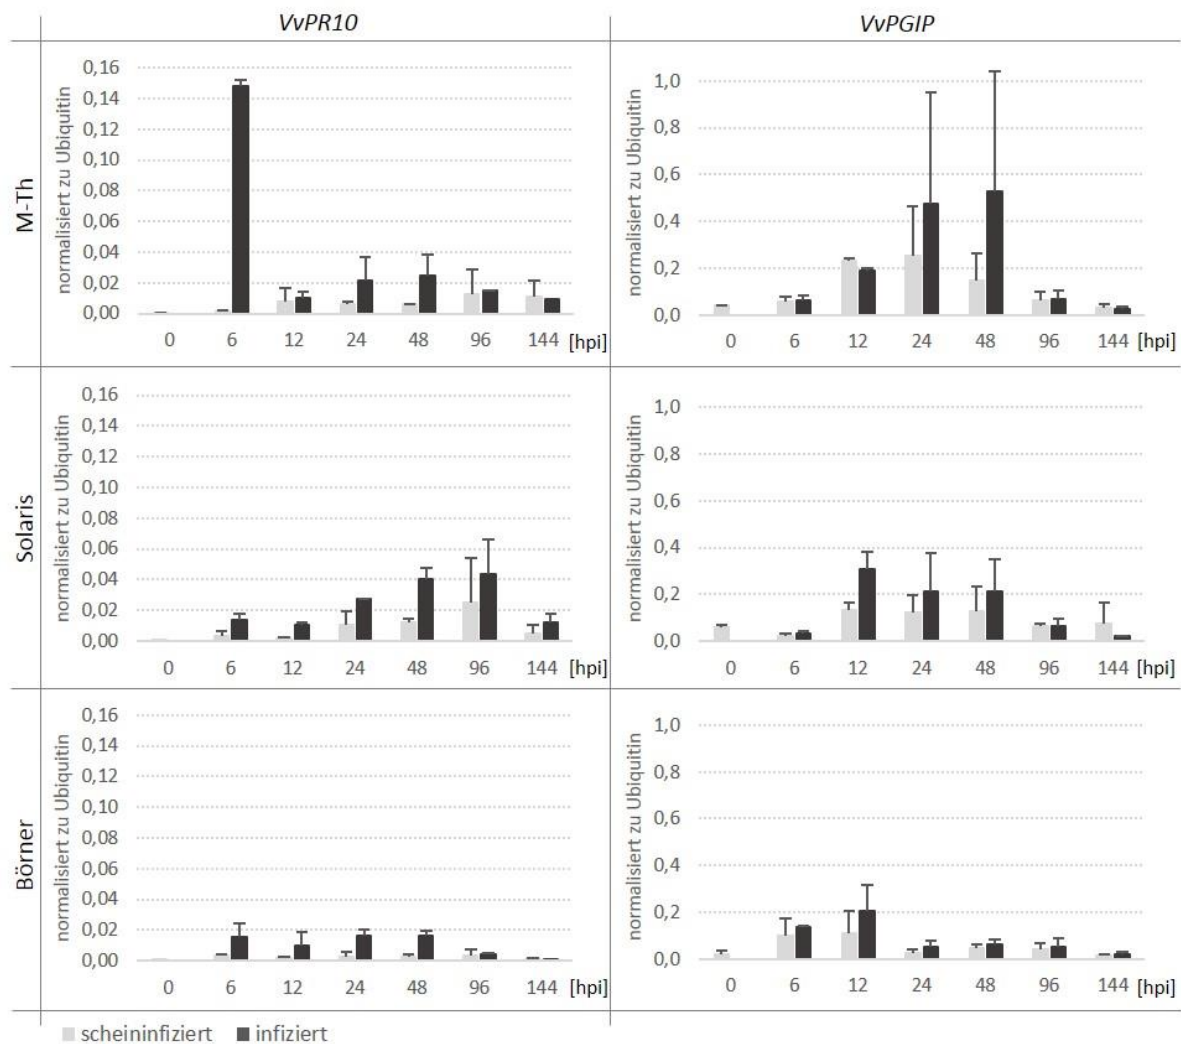 VvPR10 VvPGIP
M-Th
normalisiert zu Ubiquitin
0,16
0,14
0,12
0,10
0,08
0,06
0,04
0,02
0,00
0 6 12 24 48 96 144 [hpi]
normalisiert zu Ubiquitin
1,0
0,8
0,6
0,4
0,2
0,0
0 6 12 24 48 96 144 [hpi]
Solaris
normalisiert zu Ubiquitin
0,16
0,14
0,12
0,10
0,08
0,06
0,04
0,02
0,00
0 6 12 24 48 96 144 [hpi]
normalisiert zu Ubiquitin
1,0
0,8
0,6
0,4
0,2
0,0
0 6 12 24 48 96 144 [hpi]
Börner
normalisiert zu Ubiquitin
0,16
0,14
0,12
0,10
0,08
0,06
0,04
0,02
0,00
0 6 12 24 48 96 144 [hpi]
normalisiert zu Ubiquitin
1,0
0,8
0,6
0,4
0,2
0,0
0 6 12 24 48 96 144 [hpi]
scheininfiziert infiziert